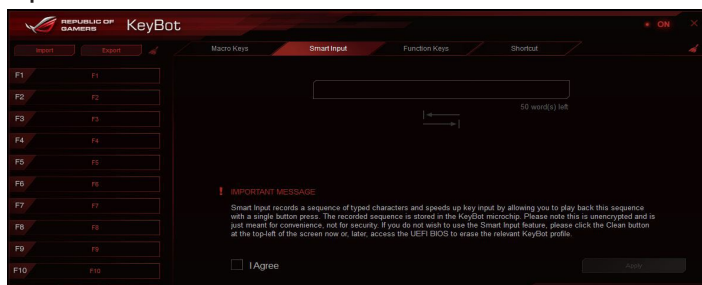 REPUBLIC OF
GAMERS
KeyBot
ON
Import
Export
Macro Keys
Smart Input
Function Keys
Shortcut
F1
F1
F2
F2
F3
F3
F4
F4
F5
F5
F6
F6
F7
F7
F8
F8
F9
F9
F10
F10
50 word(s) left
! IMPORTANT MESSAGE
Smart Input records a sequence of typed characters and speeds up key input by allowing you to play back this sequence
with a single button press. The recorded sequence is stored in the KeyBot microchip. Please note this is unencrypted and is
just meant for convenience, not for security. If you do not wish to use the Smart Input feature, please click the Clean button
at the top-left of the screen now or, later, access the UEFI BIOS to erase the relevant KeyBot profile.
I Agree
Apply